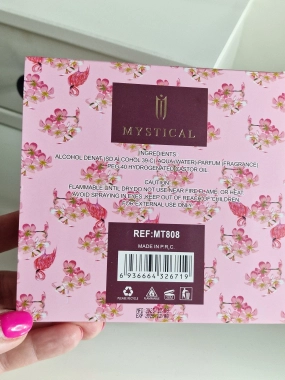 MYSTICAL
INGREDIENTS
ALCOHOL DENAT.(SD ALCOHOL 39-C),AQUA(WATER),PARFUM (FRAGRANCE)
PEG-40 HYDROGENATED CASTOR OIL
CAUTION
FLAMMABLE UNTIL DRY.DO NOT USE NEAR FIRE,FLAME, OR HEAT
AVOID SPRAYING IN EYES .KEEP OUT OF REACH OF CHILDREN
FOR EXTERNAL USE ONLY
REF:MT808
MADE IN P.R.C.
6 936664 326719